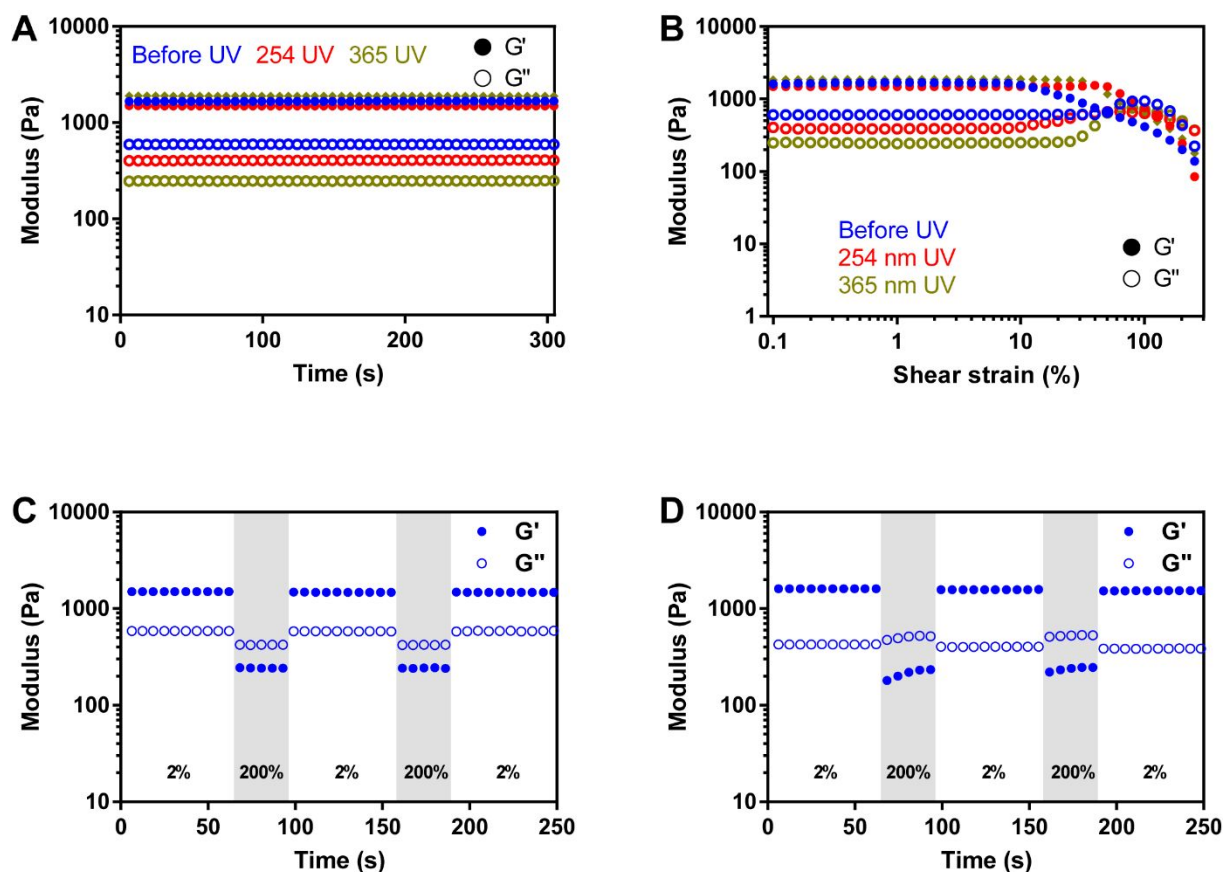 A
10000
1000
100
10
Modulus (Pa)
Before UV 254 UV 365 UV
G'
G"
0 100 200 300
Time (s)
B
10000
1000
100
10
1
Modulus (Pa)
Before UV
254 nm UV
365 nm UV
G'
G"
0.1 1 10 100
Shear strain (%)
C
10000
1000
100
10
Modulus (Pa)
G'
G"
2% 200% 2% 200% 2%
0 50 100 150 200 250
Time (s)
D
10000
1000
100
10
Modulus (Pa)
G'
G"
2% 200% 2% 200% 2%
0 50 100 150 200 250
Time (s)